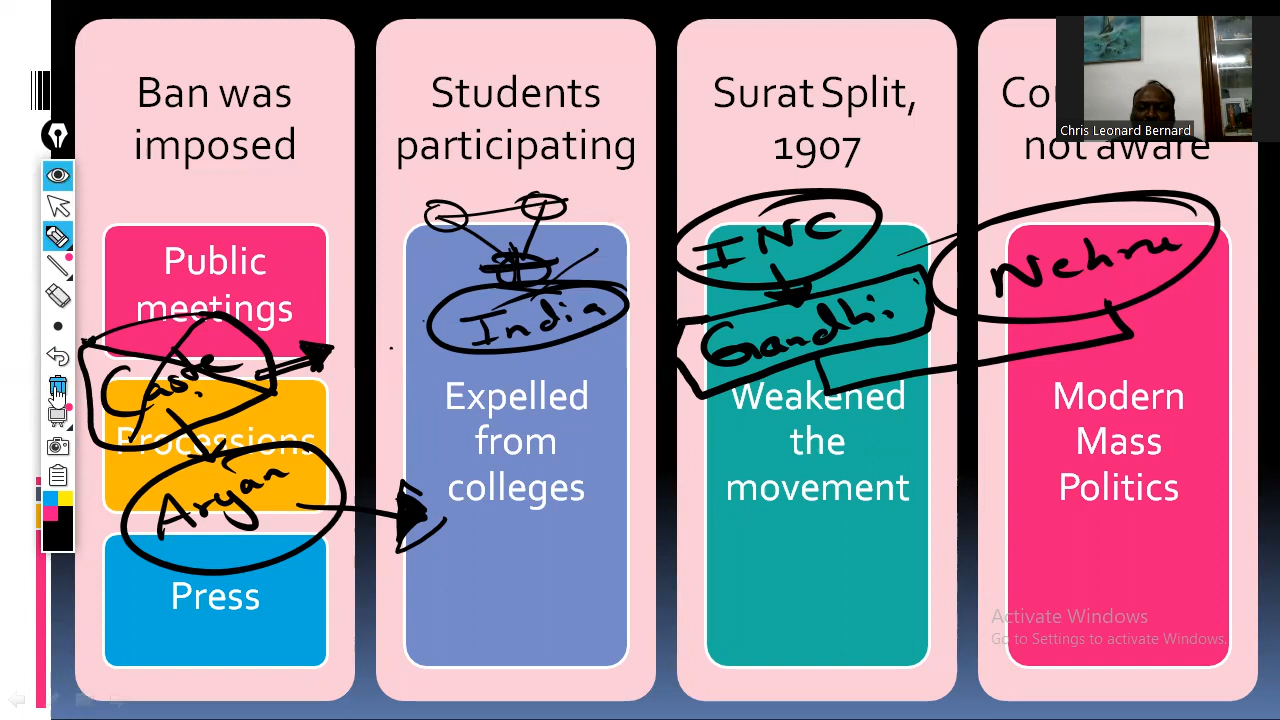 Ban was
imposed
Public
meetings
Caste
Processions
Aryan
Press
Students
participating
India
Expelled
from
colleges
Surat Split,
1907
INC
Gandhi
Weakened
the
movement
not aware
Nehru
Modern
Mass
Politics
Chris Leonard Bernard
Activate Windows
Go to Settings to activate Windows.